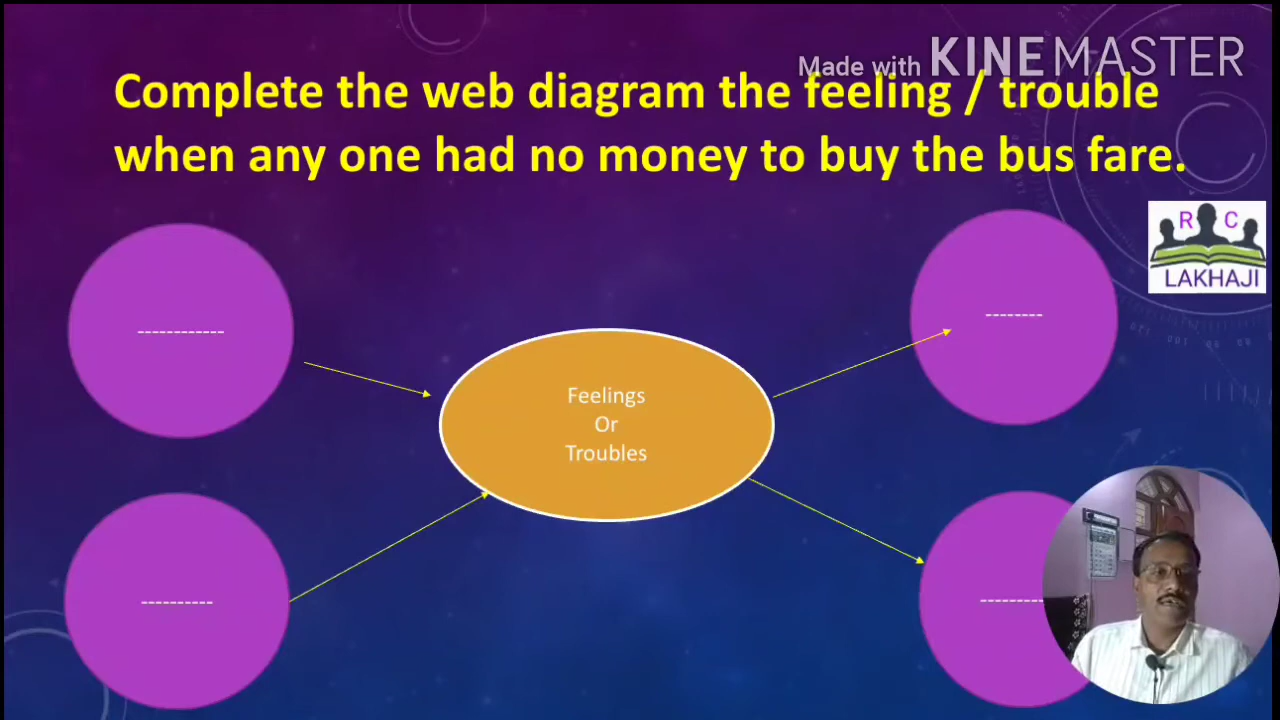 Made with KINEMASTER
Complete the web diagram the feeling / trouble
when any one had no money to buy the bus fare.
R C
LAKHAJI
------------
--------
Feelings
Or
Troubles
----------
---------